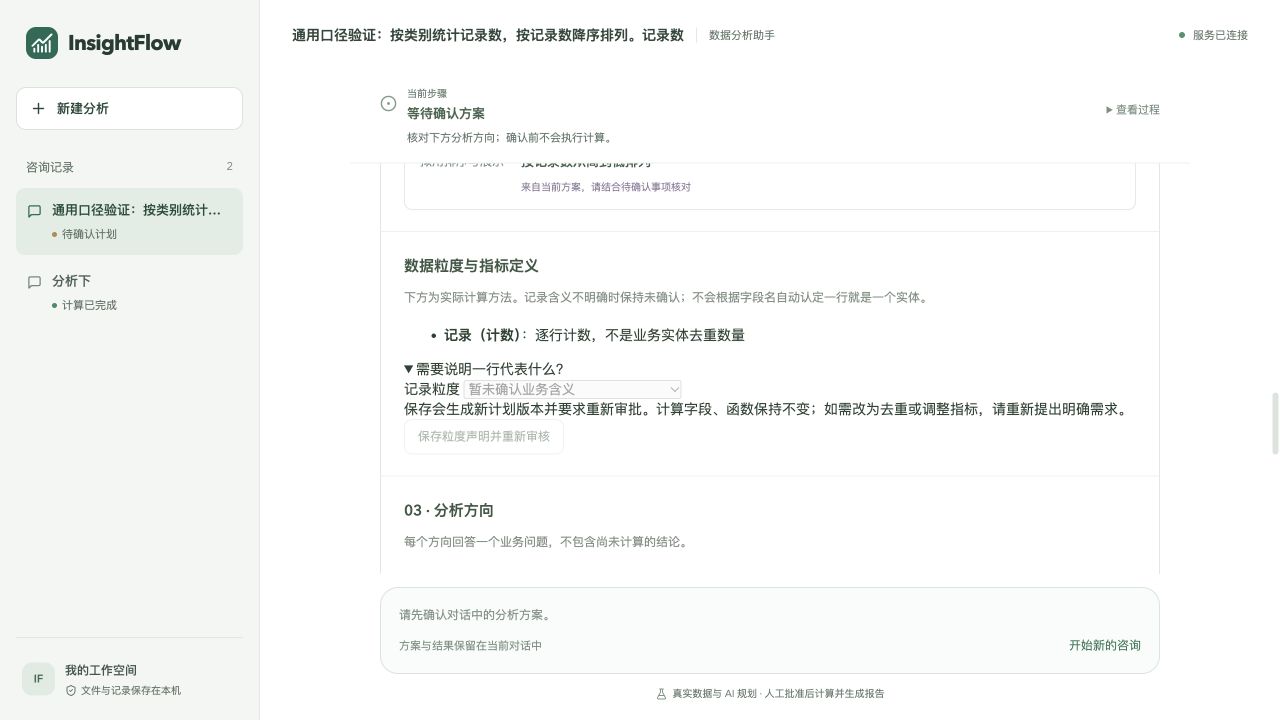 InsightFlow
新建分析
咨询记录 2
通用口径验证：按类别统计...
待确认计划
分析下
计算已完成
IF
我的工作空间
文件与记录保存在本机
通用口径验证：按类别统计记录数，按记录数降序排列。记录数 数据分析助手
服务已连接
当前步骤
等待确认方案
核对下方分析方向；确认前不会执行计算。
查看过程
按记录数从高到低排列
来自当前方案，请结合待确认事项核对
数据粒度与指标定义
下方为实际计算方法。记录含义不明确时保持未确认；不会根据字段名自动认定一行就是一个实体。
• 记录（计数）：逐行计数，不是业务实体去重数量
▼需要说明一行代表什么？
记录粒度 暂未确认业务含义
保存会生成新计划版本并要求重新审批。计算字段、函数保持不变；如需改为去重或调整指标，请重新提出明确需求。
保存粒度声明并重新审核
03 · 分析方向
每个方向回答一个业务问题，不包含尚未计算的结论。
请先确认对话中的分析方案。
方案与结果保留在当前对话中
开始新的咨询
真实数据与 AI 规划 · 人工批准后计算并生成报告